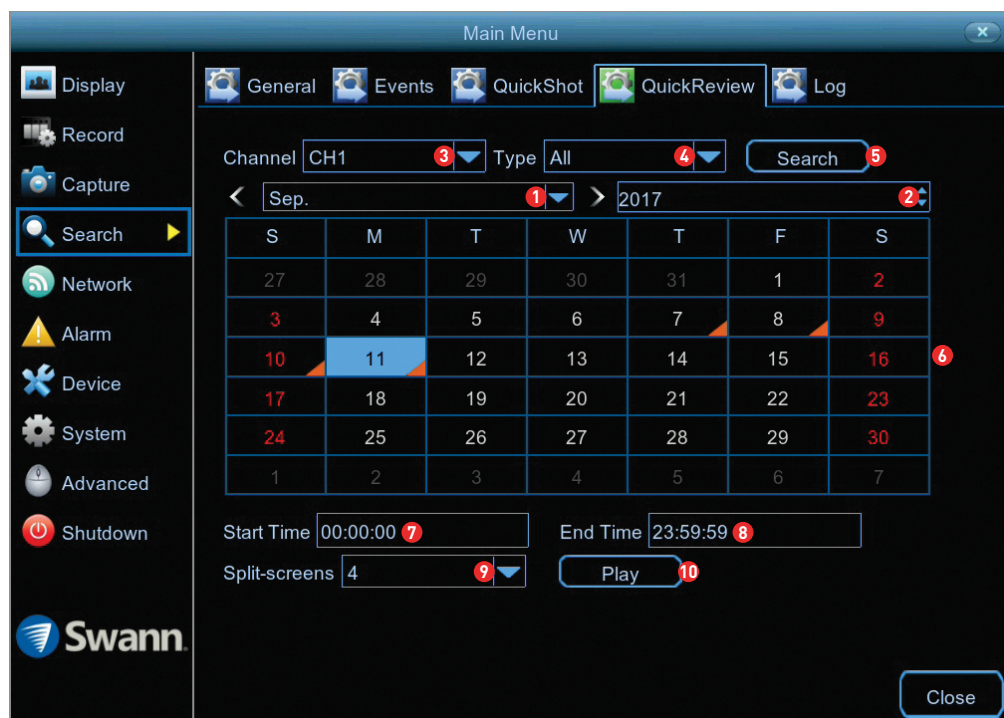 Main Menu
Display
Record
Capture
Search
Network
Alarm
Device
System
Advanced
Shutdown
Swann.
General Events QuickShot QuickReview Log
Channel CH1 3 Type All 4 Search 5
Sep. 1 2017 2
S M T W T F S
27 28 29 30 31 1 2
3 4 5 6 7 8 9
10 11 12 13 14 15 16 6
17 18 19 20 21 22 23
24 25 26 27 28 29 30
1 2 3 4 5 6 7
Start Time 00:00:00 7 End Time 23:59:59 8
Split-screens 4 9 Play 10
Close